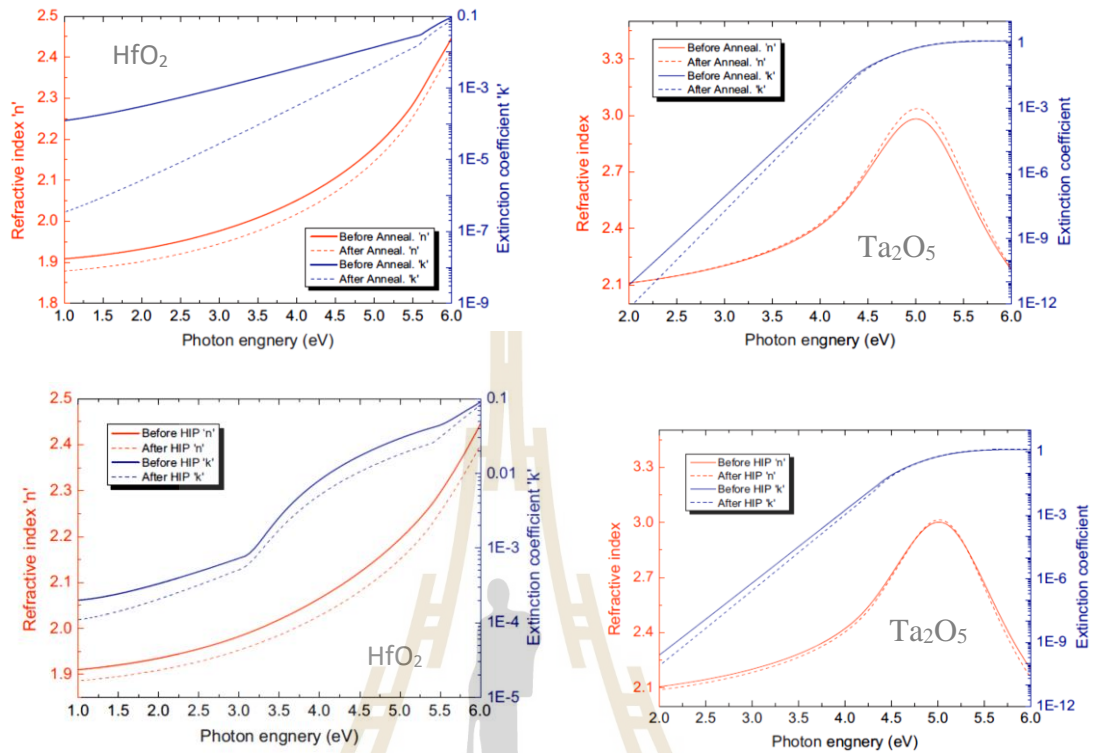 HfO2
2.5
2.4
2.3
2.2
2.1
2.0
1.9
1.8
Refractive index 'n'
0.1
1E-3
1E-5
1E-7
1E-9
Extinction coefficient 'k'
Before Anneal. 'n'
After Anneal. 'n'
Before Anneal. 'k'
After Anneal. 'k'
1.0 1.5 2.0 2.5 3.0 3.5 4.0 4.5 5.0 5.5 6.0
Photon engnery (eV)
Before Anneal. 'n'
After Anneal. 'n'
Before Anneal. 'k'
After Anneal. 'k'
3.3
3.0
2.7
2.4
2.1
Refractive index
1
1E-3
1E-6
1E-9
1E-12
Extinction coefficient
Ta2O5
2.0 2.5 3.0 3.5 4.0 4.5 5.0 5.5 6.0
Photon engnery (eV)
2.5
2.4
2.3
2.2
2.1
2.0
1.9
Refractive index 'n'
Before HIP 'n'
After HIP 'n'
Before HIP 'k'
After HIP 'k'
0.1
0.01
1E-3
1E-4
1E-5
Extinction coefficient 'k'
HfO2
1.0 1.5 2.0 2.5 3.0 3.5 4.0 4.5 5.0 5.5 6.0
Photon engnery (eV)
3.3
3.0
2.7
2.4
2.1
Refractive index
Before HIP 'n'
After HIP 'n'
Before HIP 'k'
After HIP 'k'
1
1E-3
1E-6
1E-9
1E-12
Extinction coefficient
Ta2O5
2.0 2.5 3.0 3.5 4.0 4.5 5.0 5.5 6.0
Photon engnery (eV)